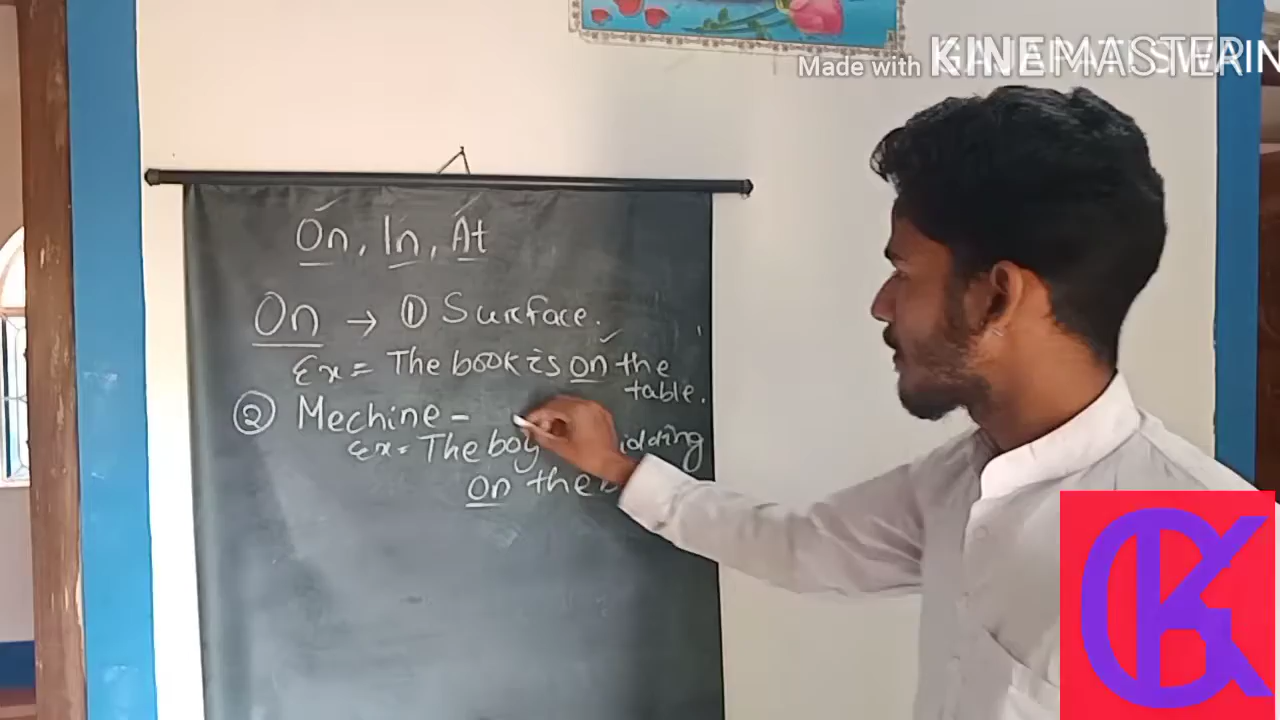 Made with KINEMASTER
On, In, At
On → ① Surface.
Ex = The book is on the
table.
② Mechine -
Ex = The boy idding
on the